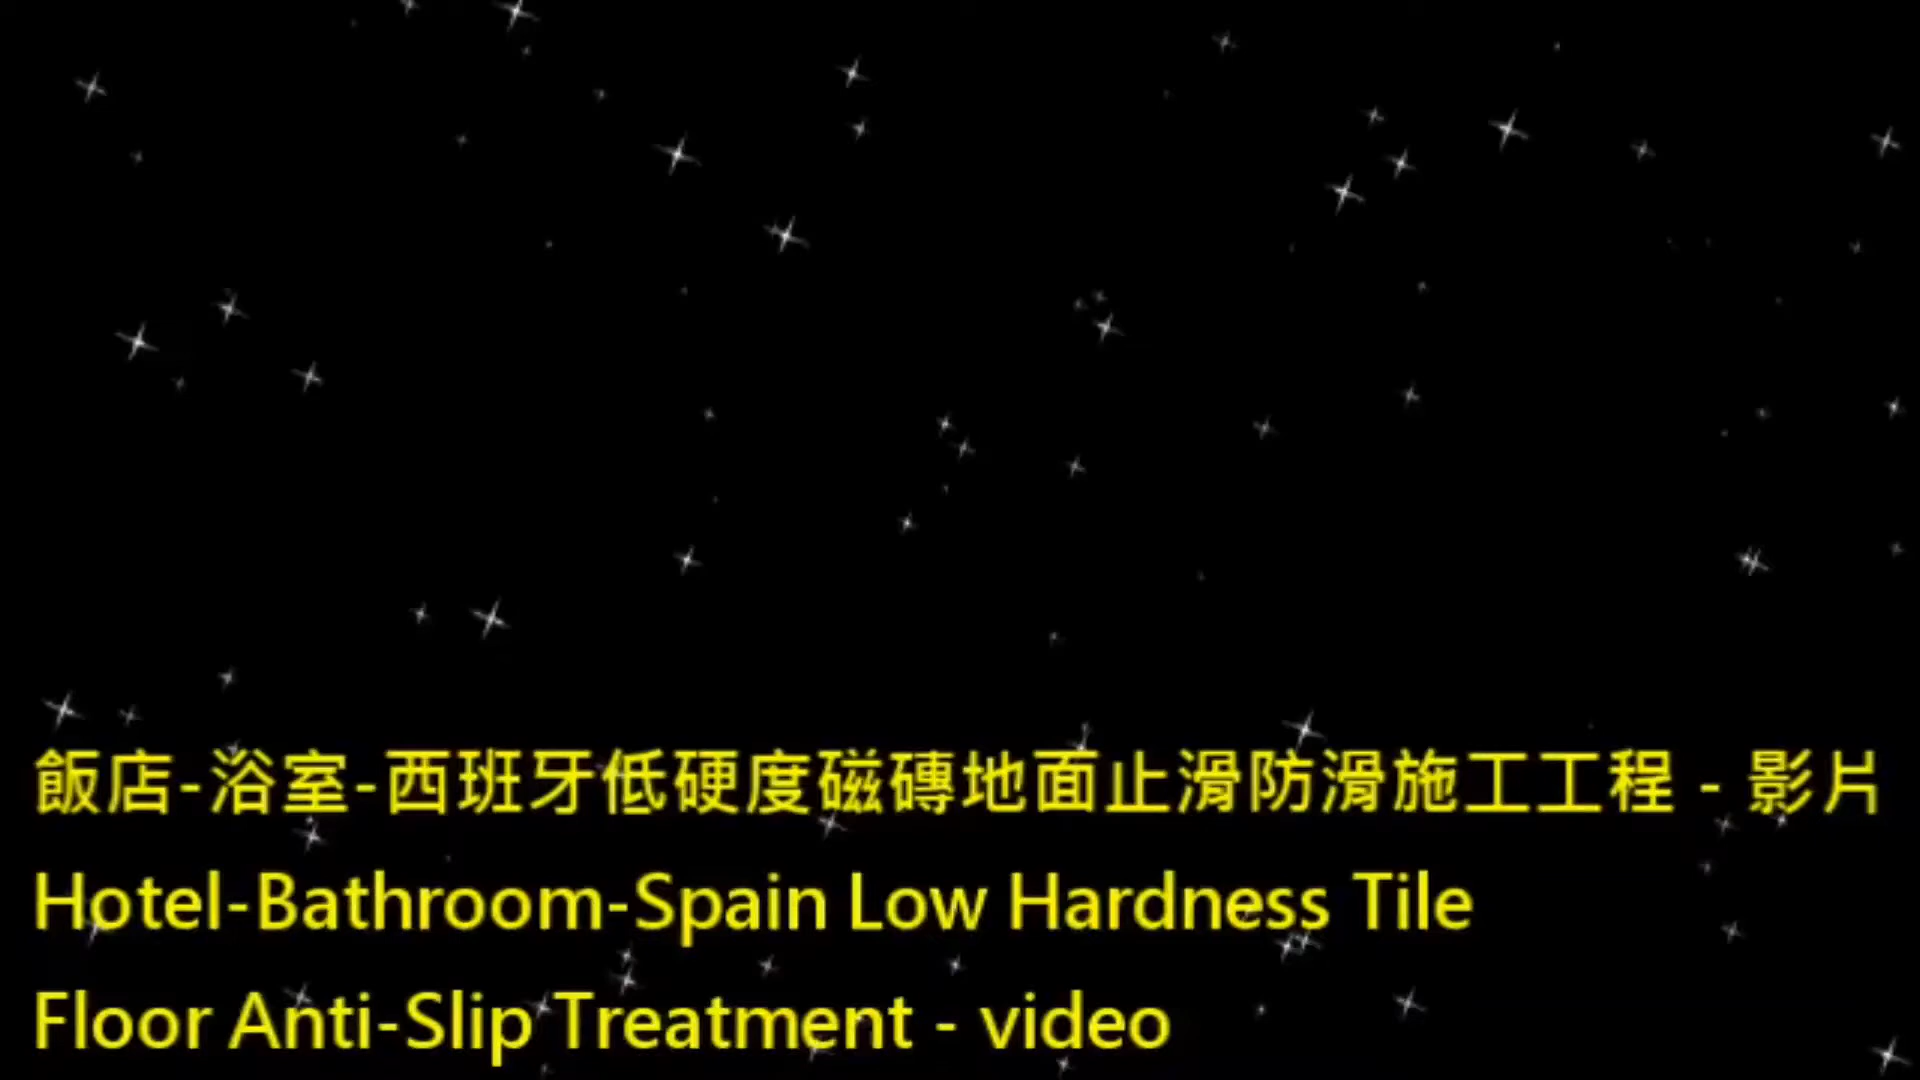 飯店-浴室-西班牙低硬度磁磚地面止滑防滑施工工程 - 影片
Hotel-Bathroom-Spain Low Hardness Tile
Floor Anti-Slip Treatment - video